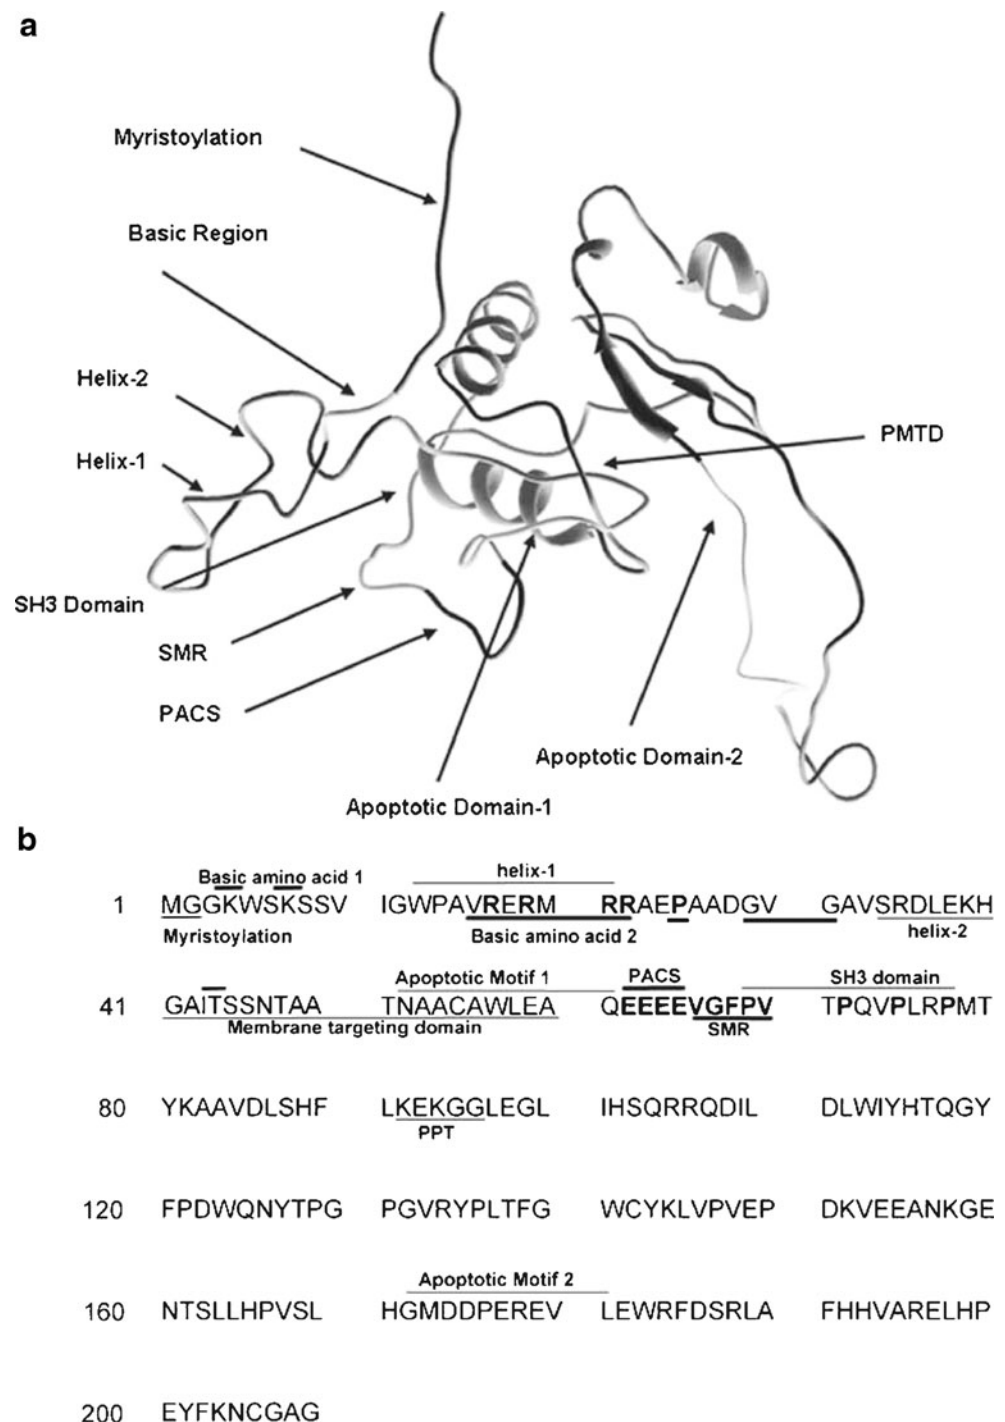 a
Myristoylation
Basic Region
Helix-2
Helix-1
PMTD
SH3 Domain
SMR
PACS
Apoptotic Domain-2
Apoptotic Domain-1
b
Basic amino acid 1 helix-1
1 MGGKWSKSSV IGWPAVRERM RRAEPAADGV GAVSRDLEKH
Myristoylation Basic amino acid 2 helix-2
Apoptotic Motif 1 PACS SH3 domain
41 GAITSSNTAA TNAACAWLEA QEEEEVGFPV TPQVPLRPMT
Membrane targeting domain SMR
80 YKAAVDLSHF LKEKGGLEGL IHSQRRQDIL DLWIYHTQGY
PPT
120 FPDWQNYTPG PGVRYPLTFG WCYKLVPVEP DKVEEANKGE
Apoptotic Motif 2
160 NTSLLHPVSL HGMDDPEREV LEWRFDSRLA FHHVARELHP
200 EYFKNCGAG